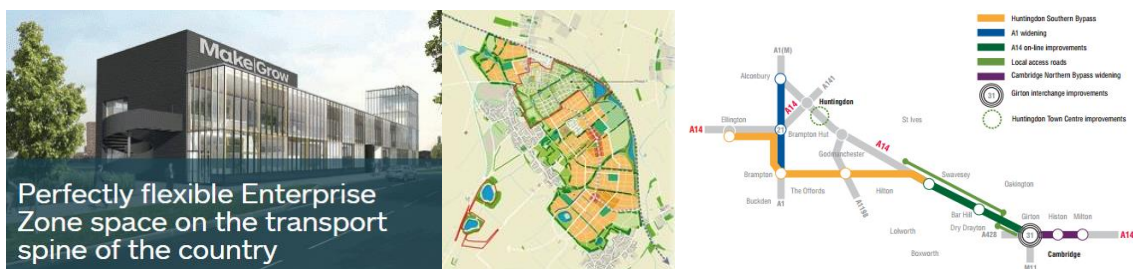 Make|Grow
Perfectly flexible Enterprise
Zone space on the transport
spine of the country
Huntingdon Southern Bypass
A1 widening
A14 on-line improvements
Local access roads
Cambridge Northern Bypass widening
31
Girton interchange improvements
Huntingdon Town Centre improvements
A1(M)
Alconbury
A141
A14
Huntingdon
Ellington
St Ives
A14
21
Brampton Hut
A14
Godmanchester
Swavesey
Brampton
The Offords
Hilton
Oakington
Buckden
A1
A1198
Bar Hill
Girton
Histon
Milton
Lolworth
Dry Drayton
A428
31
A14
Boxworth
Cambridge
M11